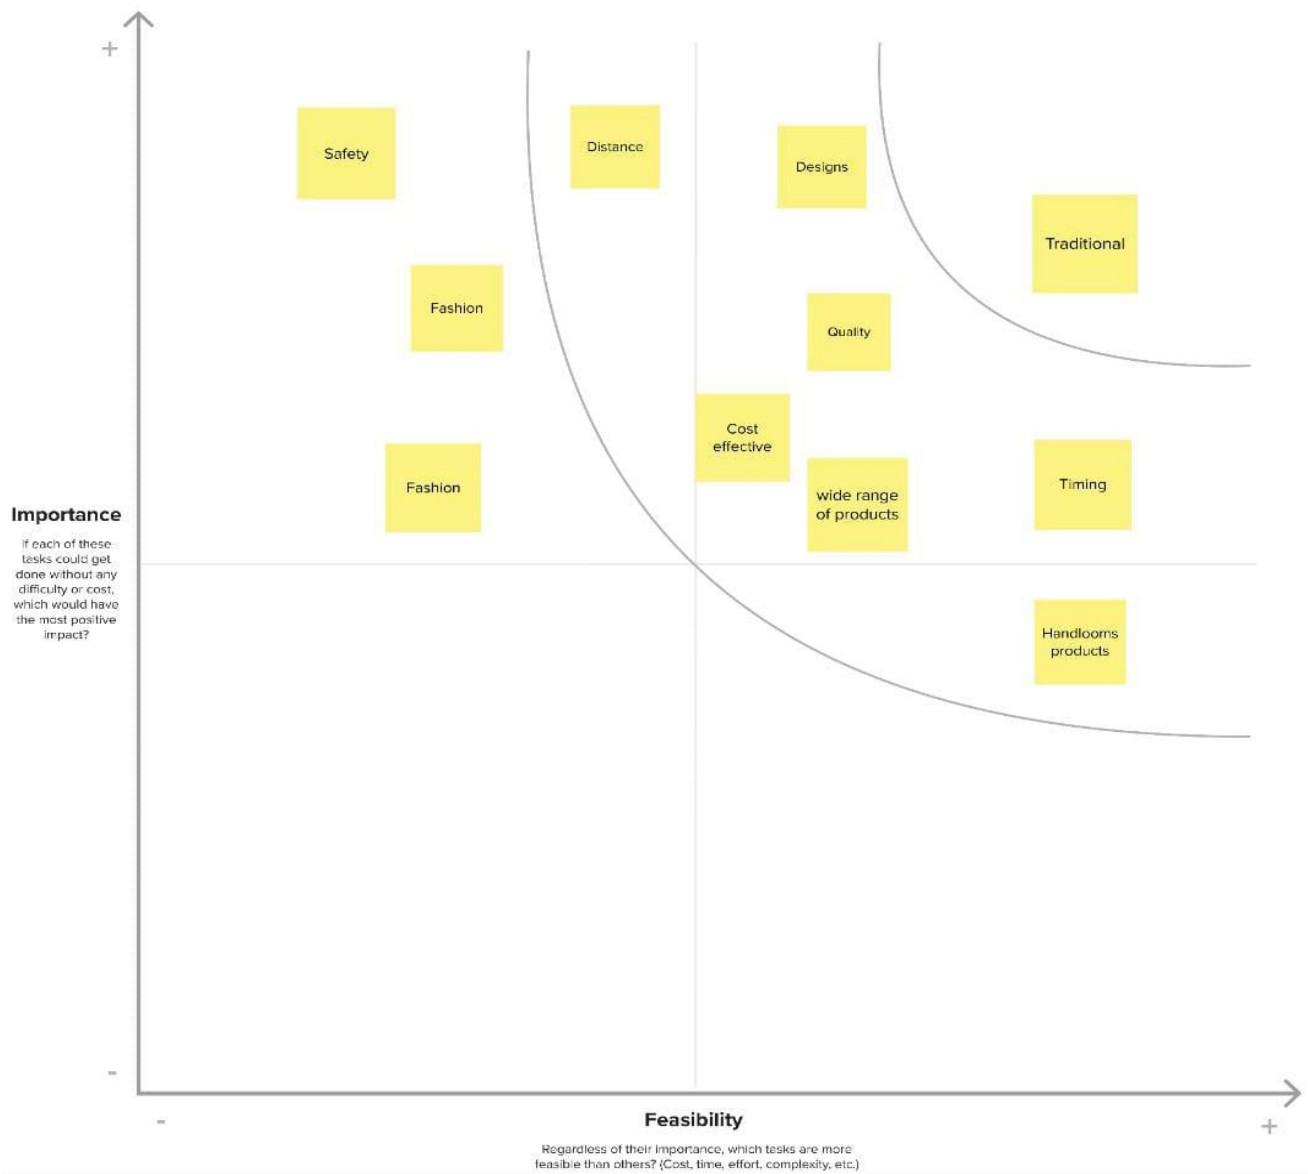 +
Safety
Distance
Designs
Traditional
Fashion
Quality
Cost
effective
Fashion
wide range
of products
Timing
Importance
If each of these
tasks could get
done without any
difficulty or cost,
which would have
the most positive
impact?
Handlooms
products
-
-
Feasibility
+
Regardless of their importance, which tasks are more
feasible than others? (Cost, time, effort, complexity, etc.)